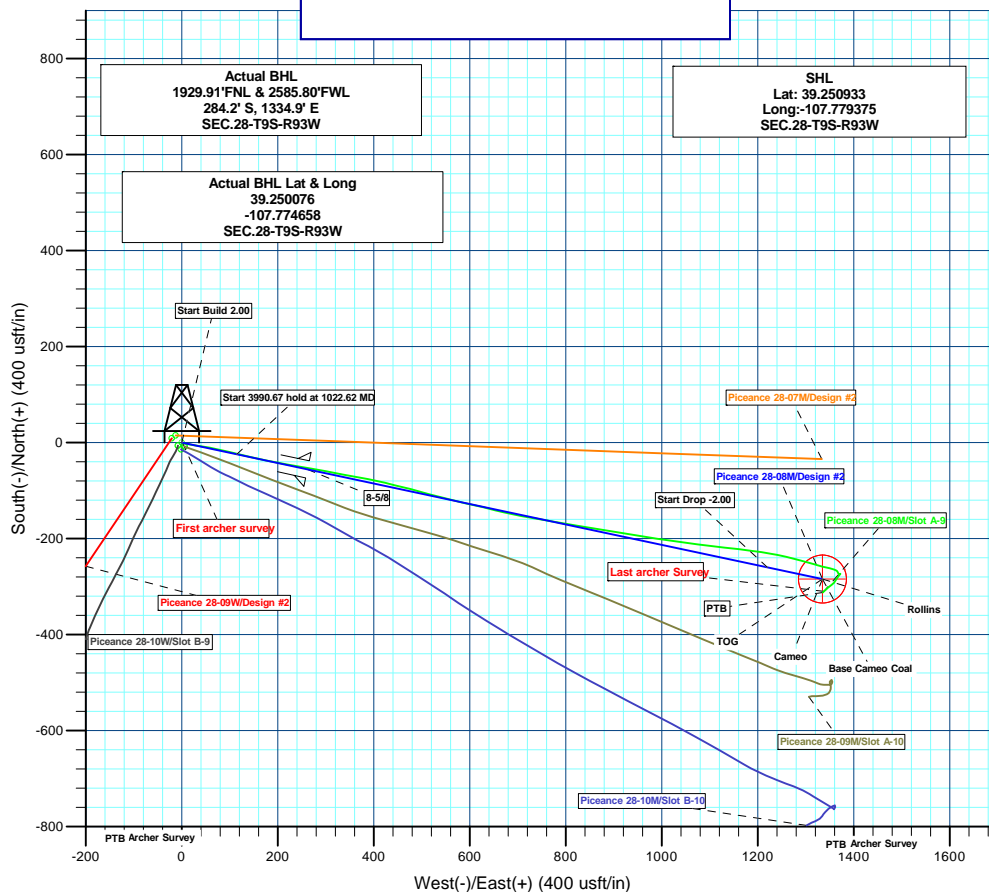 Actual BHL
1929.91'FNL & 2585.80'FWL
284.2' S, 1334.9' E
SEC.28-T9S-R93W
SHL
Lat: 39.250933
Long:-107.779375
SEC.28-T9S-R93W
Actual BHL Lat & Long
39.250076
-107.774658
SEC.28-T9S-R93W
800
600
400
200
0
-200
-400
-600
-800
South(-)/North(+) (400 usft/in)
Start Build 2.00
Start 3990.67 hold at 1022.62 MD
8-5/8
Piceance 28-07M/Design #2
Piceance 28-08M/Design #2
Start Drop -2.00
Piceance 28-08M/Slot A-9
First archer survey
Last archer Survey
PTB
TOG
Cameo
Base Cameo Coal
Rollins
Piceance 28-09W/Design #2
Piceance 28-10W/Slot B-9
Piceance 28-09M/Slot A-10
Piceance 28-10M/Slot B-10
PTB Archer Survey
PTB Archer Survey
-200
0
200
400
600
800
1000
1200
1400
1600
West(-)/East(+) (400 usft/in)